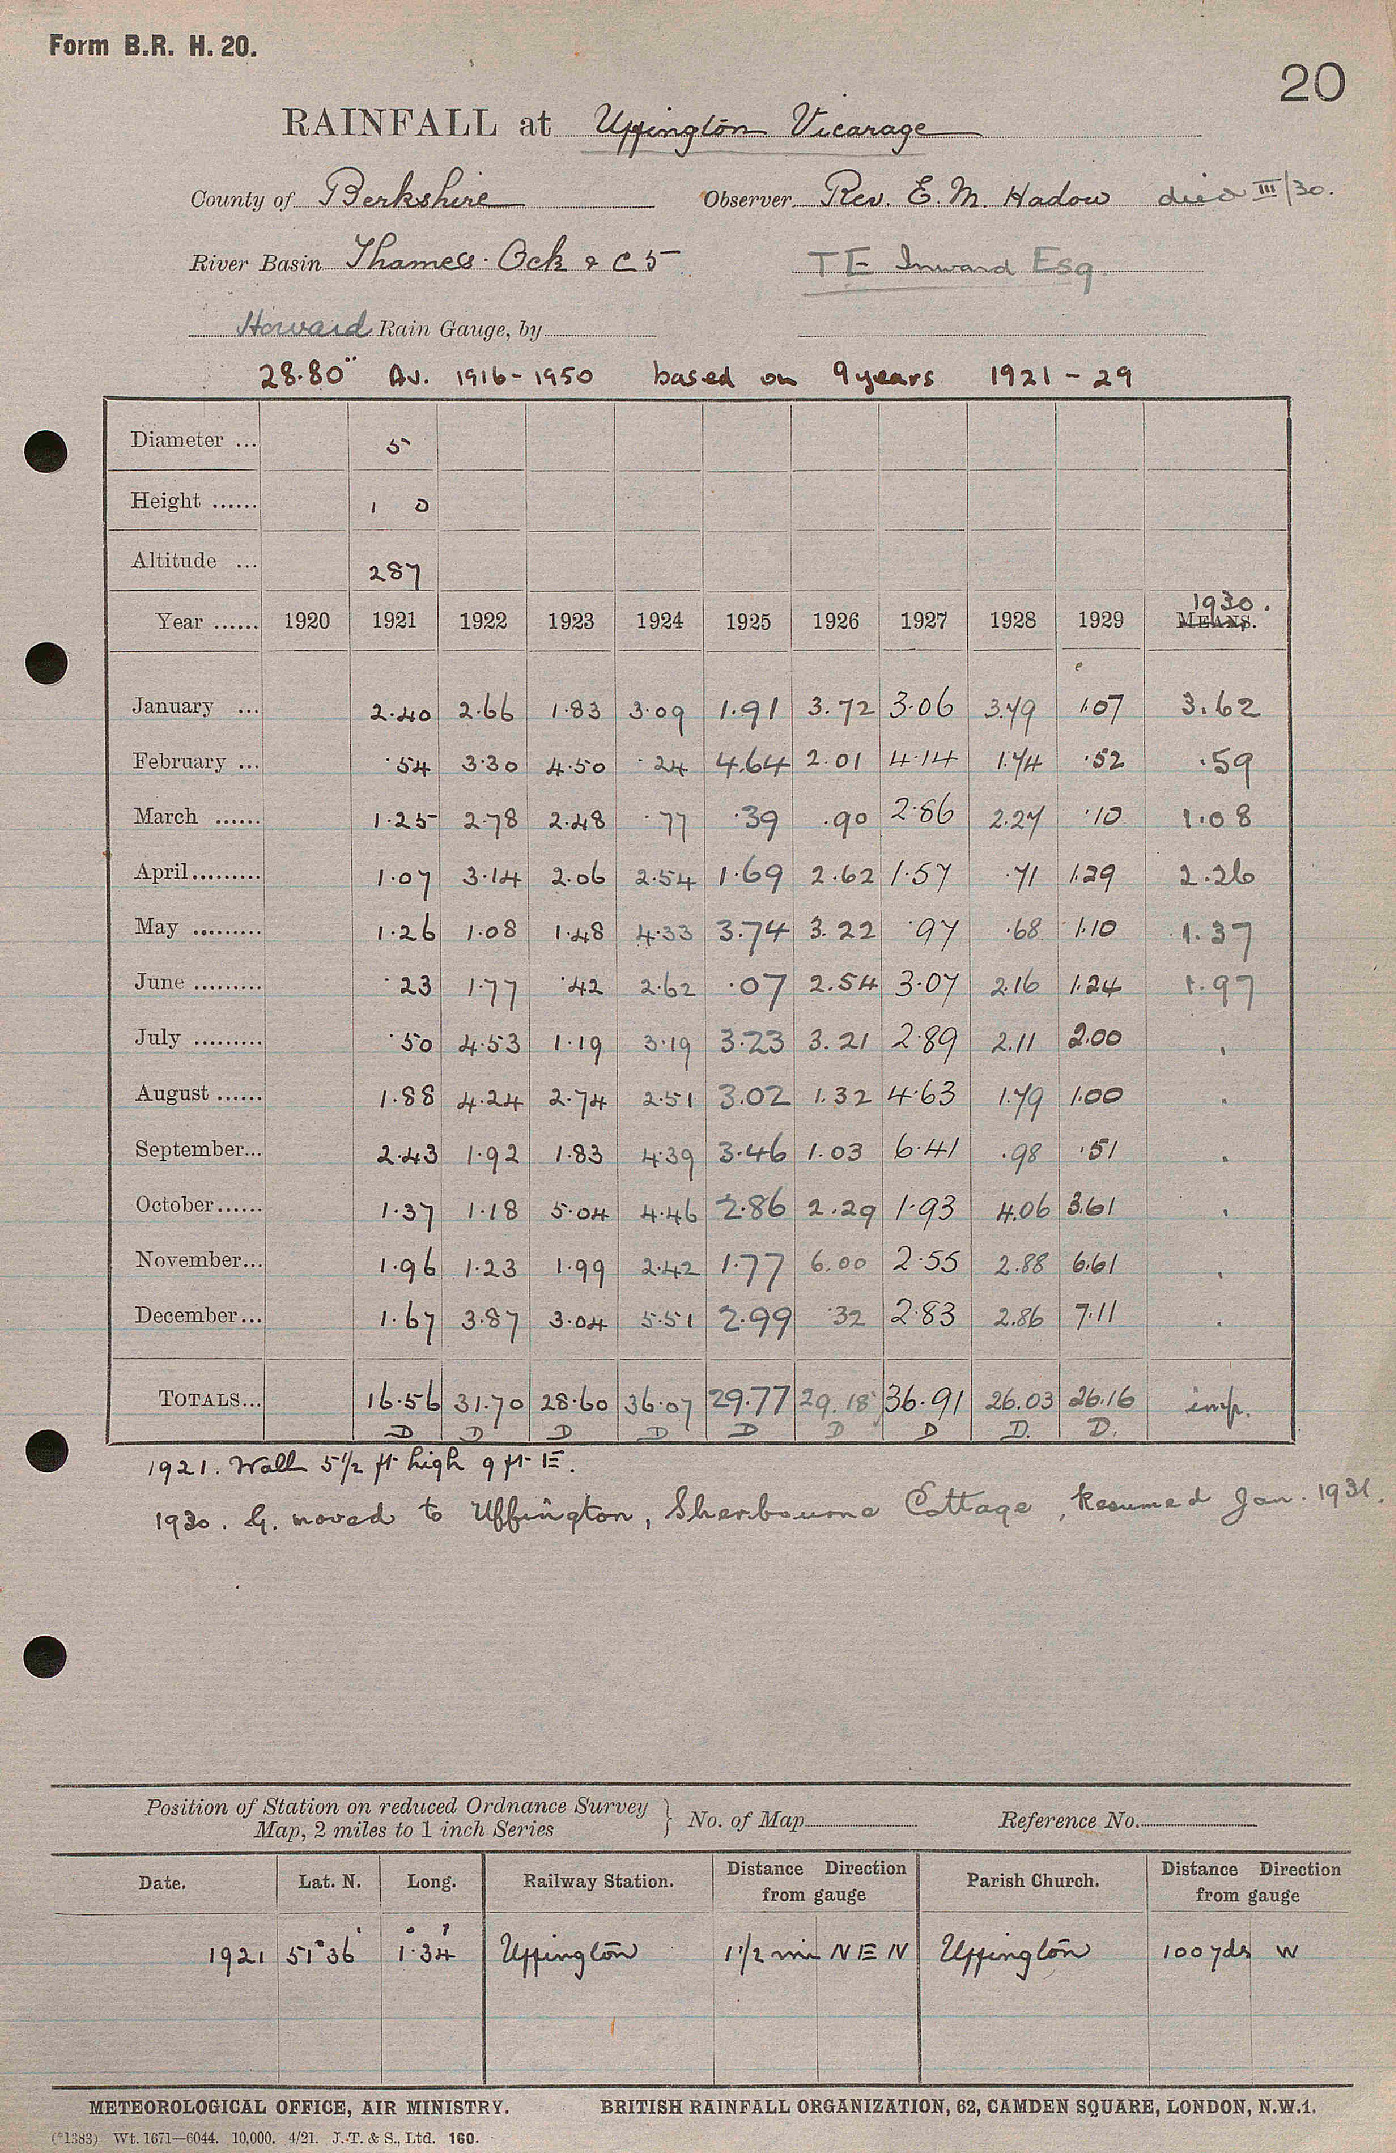 Form B.R. H. 20.
20
RAINFALL at Uffington Vicarage
County of Berkshire Observer Rev. E. M. Hadow died III/30.
River Basin Thames. Ock & C5 T E Inward Esq.
Howard Rain Gauge, by
28.80" Av. 1916-1950 based on 9 years 1921-29
Diameter ... 5
Height ...... 1 0
Altitude ... 287
Year ...... 1920 1921 1922 1923 1924 1925 1926 1927 1928 1929 1930. MEANS.
January ... 2.40 2.66 1.83 3.09 1.91 3.72 3.06 3.79 1.07 3.62
February ... .54 3.30 4.50 .24 4.64 2.01 4.14 1.74 .52 .59
March ...... 1.25 2.78 2.48 .77 .39 .90 2.86 2.27 .10 1.08
April......... 1.07 3.14 2.06 2.54 1.69 2.62 1.57 .71 1.29 2.26
May ......... 1.26 1.08 1.48 4.33 3.74 3.22 .97 .68 1.10 1.37
June ......... .23 1.77 .42 2.62 .07 2.54 3.07 2.16 1.24 1.97
July ......... .50 4.53 1.19 3.19 3.23 3.21 2.89 2.11 2.00 .
August ...... 1.88 4.24 2.74 2.51 3.02 1.32 4.63 1.79 1.00 .
September... 2.43 1.92 1.83 4.39 3.46 1.03 6.41 .98 .51 .
October...... 1.37 1.18 5.04 4.46 2.86 2.29 1.93 4.06 3.61 .
November... 1.96 1.23 1.99 2.42 1.77 6.00 2.55 2.88 6.61 .
December... 1.67 3.87 3.04 5.51 2.99 .32 2.83 2.86 7.11 .
TOTALS... 16.56 31.70 28.60 36.07 29.77 29.18 36.91 26.03 26.16 imp.
D D D D D D D D. D.
1921. Wall 5½ ft high 9 ft E.
1930. G. moved to Uffington, Sherbourne Cottage, Resumed Jan. 1931.
Position of Station on reduced Ordnance Survey Map, 2 miles to 1 inch Series } No. of Map Reference No.
Date. Lat. N. Long. Railway Station. Distance Direction from gauge Parish Church. Distance Direction from gauge
1921 51°36' 1°34' Uffington 1½ mi N E N Uffington 100 yds W
METEOROLOGICAL OFFICE, AIR MINISTRY. BRITISH RAINFALL ORGANIZATION, 62, CAMDEN SQUARE, LONDON, N.W.1.
(*1383) Wt. 1671—6044. 10,000. 4/21. J. T. & S., Ltd. 160.